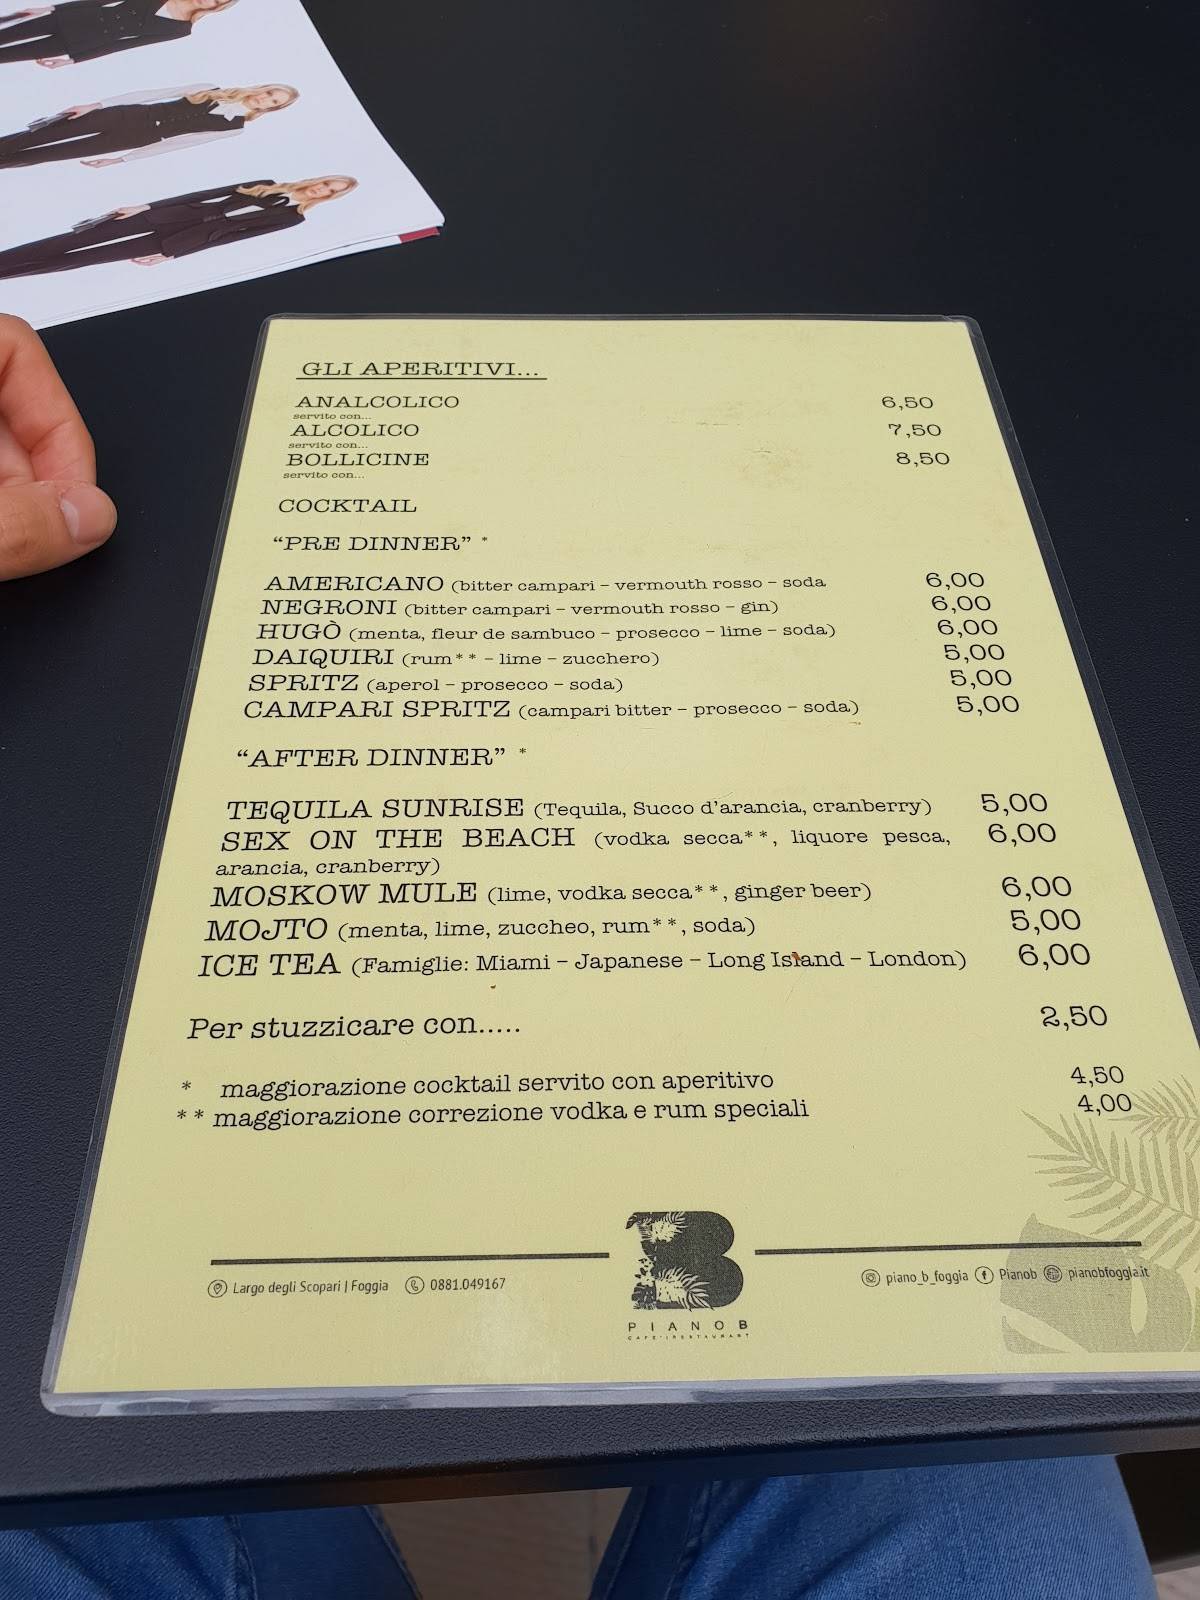 GLI APERITIVI...
ANALCOLICO 6,50
servito con...
ALCOLICO 7,50
servito con...
BOLLICINE 8,50
servito con...
COCKTAIL
“PRE DINNER” *
AMERICANO (bitter campari – vermouth rosso – soda 6,00
NEGRONI (bitter campari – vermouth rosso – gin) 6,00
HUGÒ (menta, fleur de sambuco – prosecco – lime – soda) 6,00
DAIQUIRI (rum** – lime – zucchero) 5,00
SPRITZ (aperol – prosecco – soda) 5,00
CAMPARI SPRITZ (campari bitter – prosecco – soda) 5,00
“AFTER DINNER” *
TEQUILA SUNRISE (Tequila, Succo d'arancia, cranberry) 5,00
SEX ON THE BEACH (vodka secca**, liquore pesca, 6,00
arancia, cranberry)
MOSKOW MULE (lime, vodka secca**, ginger beer) 6,00
MOJTO (menta, lime, zuccheo, rum**, soda) 5,00
ICE TEA (Famiglie: Miami – Japanese – Long Island – London) 6,00
Per stuzzicare con..... 2,50
* maggiorazione cocktail servito con aperitivo 4,50
** maggiorazione correzione vodka e rum speciali 4,00
B
Largo degli Scopari | Foggia 0881.049167 piano_b_foggia Pianob pianobfoggia.it
PIANO B